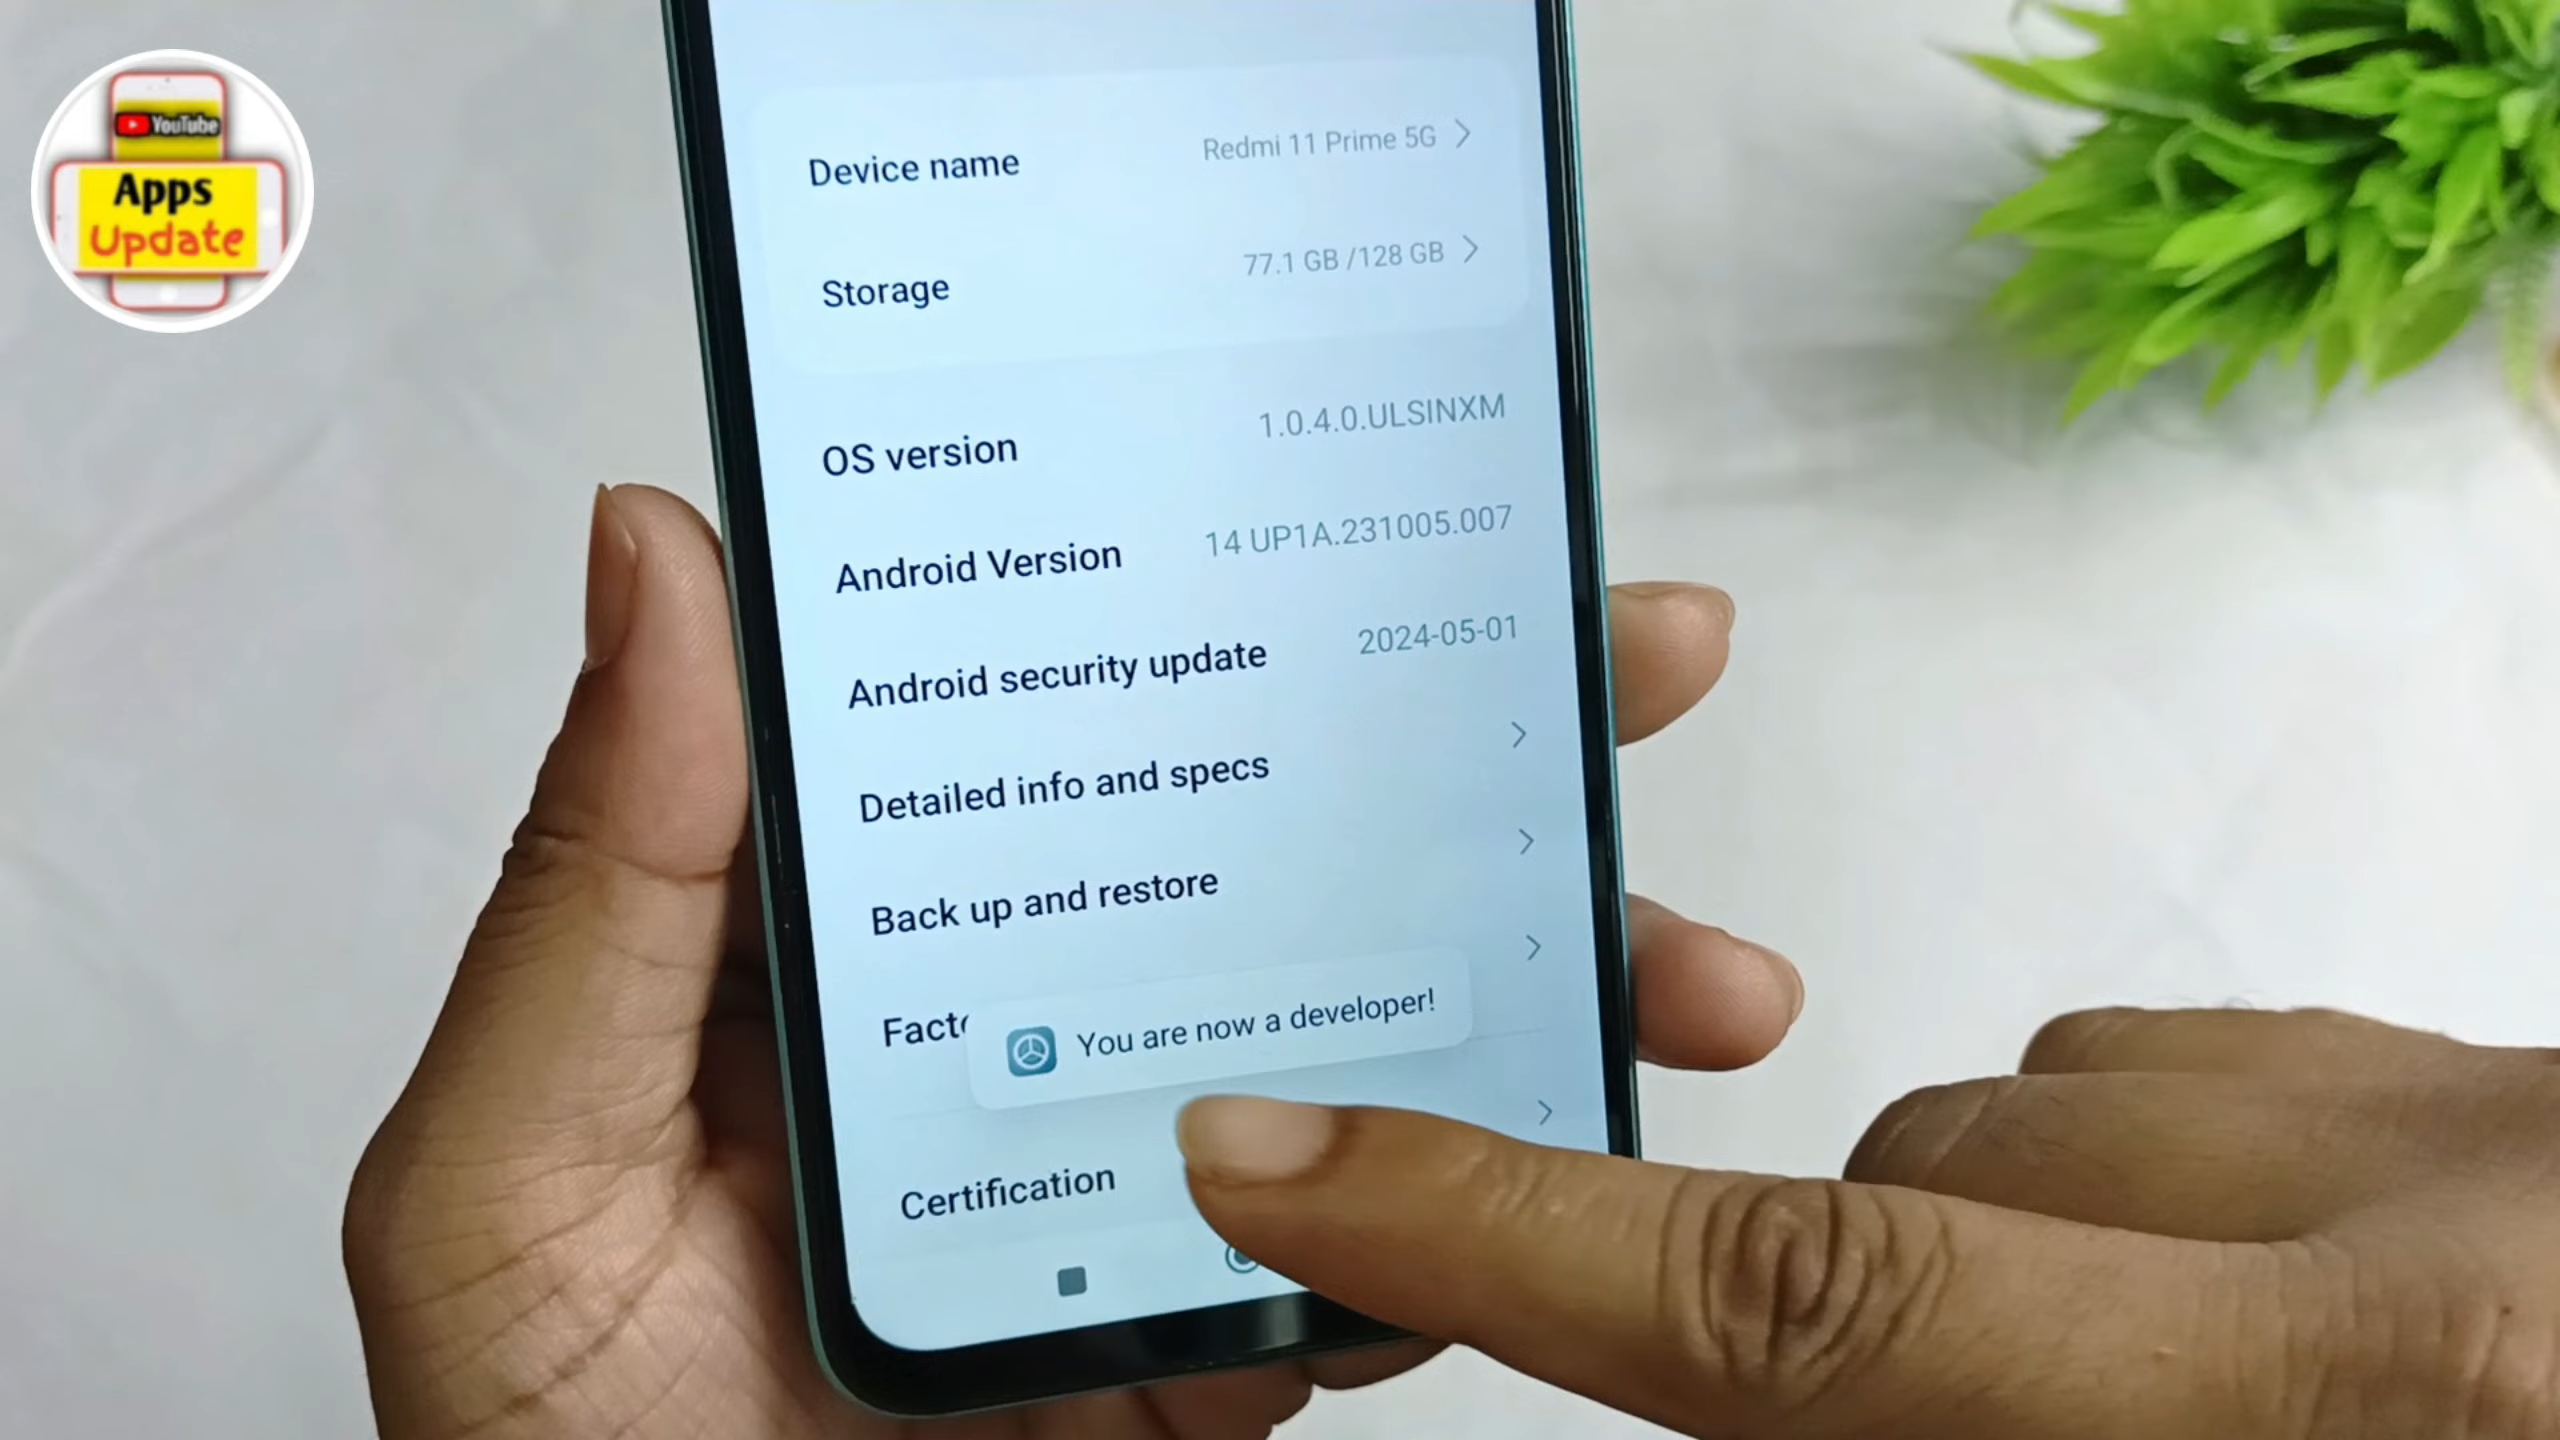 YouTube
Apps
Update
Device name
Redmi 11 Prime 5G
Storage
77.1 GB /128 GB
OS version
1.0.4.0.ULSINXM
Android Version
14 UP1A.231005.007
Android security update
2024-05-01
Detailed info and specs
Back up and restore
Facto
You are now a developer!
Certification